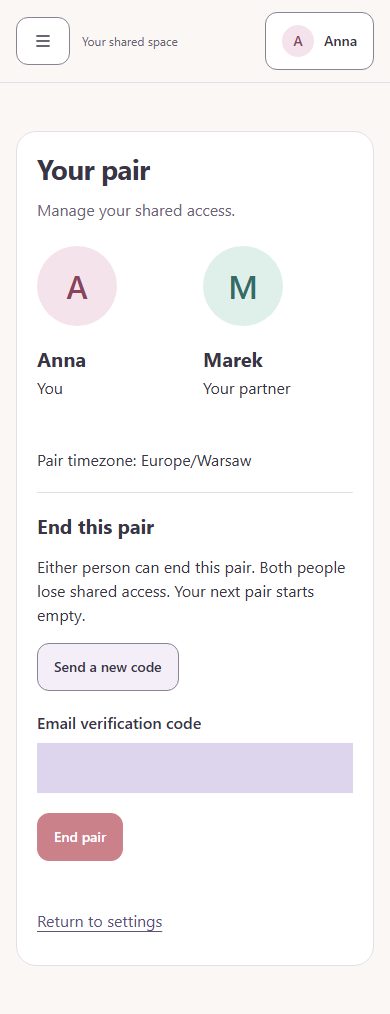 Your shared space
A
Anna
Your pair
Manage your shared access.
A
M
Anna
Marek
You
Your partner
Pair timezone: Europe/Warsaw
End this pair
Either person can end this pair. Both people
lose shared access. Your next pair starts
empty.
Send a new code
Email verification code
End pair
Return to settings